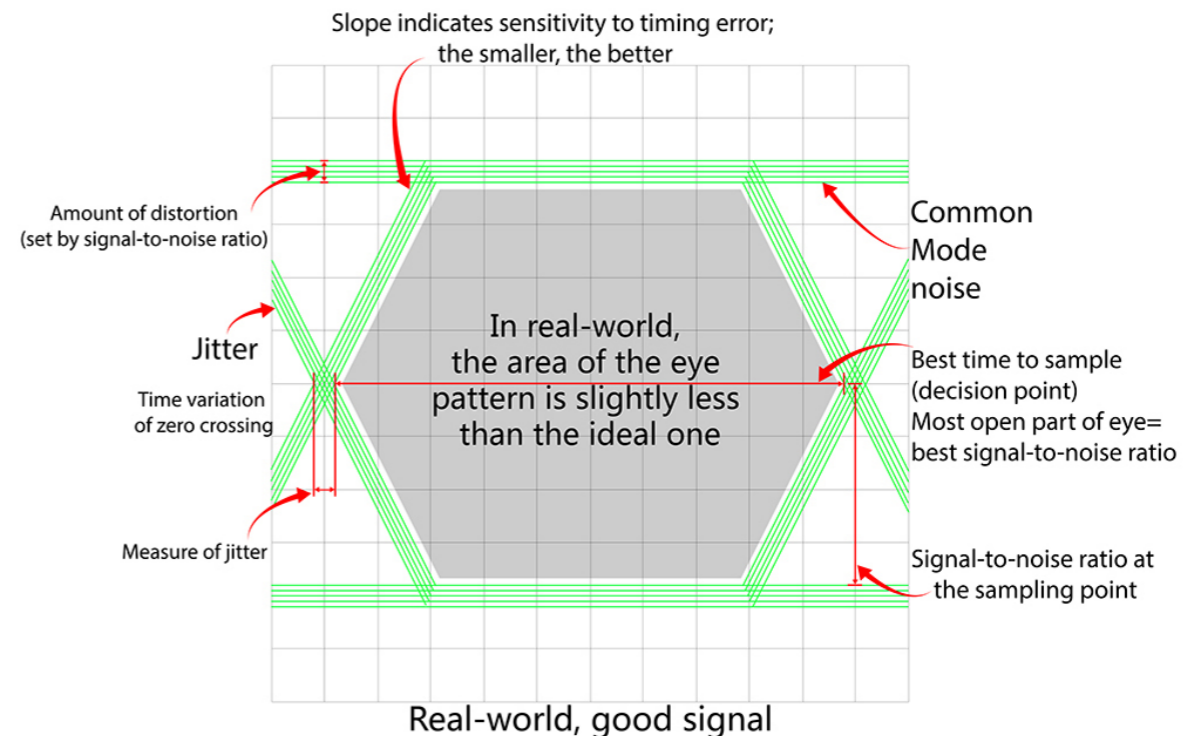 Slope indicates sensitivity to timing error;
the smaller, the better
Amount of distortion
(set by signal-to-noise ratio)
Common
Mode
noise
Jitter
In real-world,
the area of the eye
pattern is slightly less
than the ideal one
Best time to sample
(decision point)
Most open part of eye=
best signal-to-noise ratio
Time variation
of zero crossing
Measure of jitter
Signal-to-noise ratio at
the sampling point
Real-world, good signal